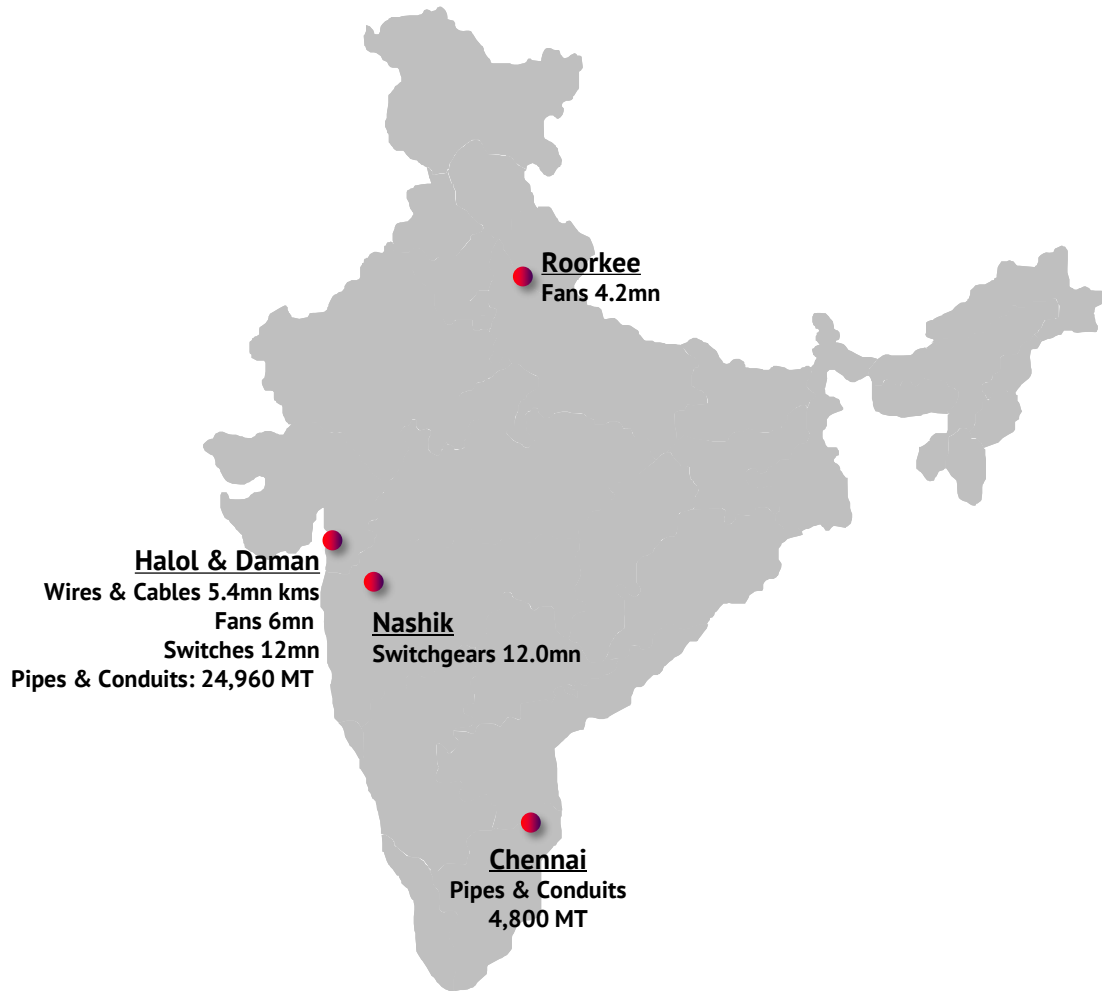 Roorkee
Fans 4.2mn
Halol & Daman
Wires & Cables 5.4mn kms
Fans 6mn
Switches 12mn
Pipes & Conduits: 24,960 MT
Nashik
Switchgears 12.0mn
Chennai
Pipes & Conduits
4,800 MT